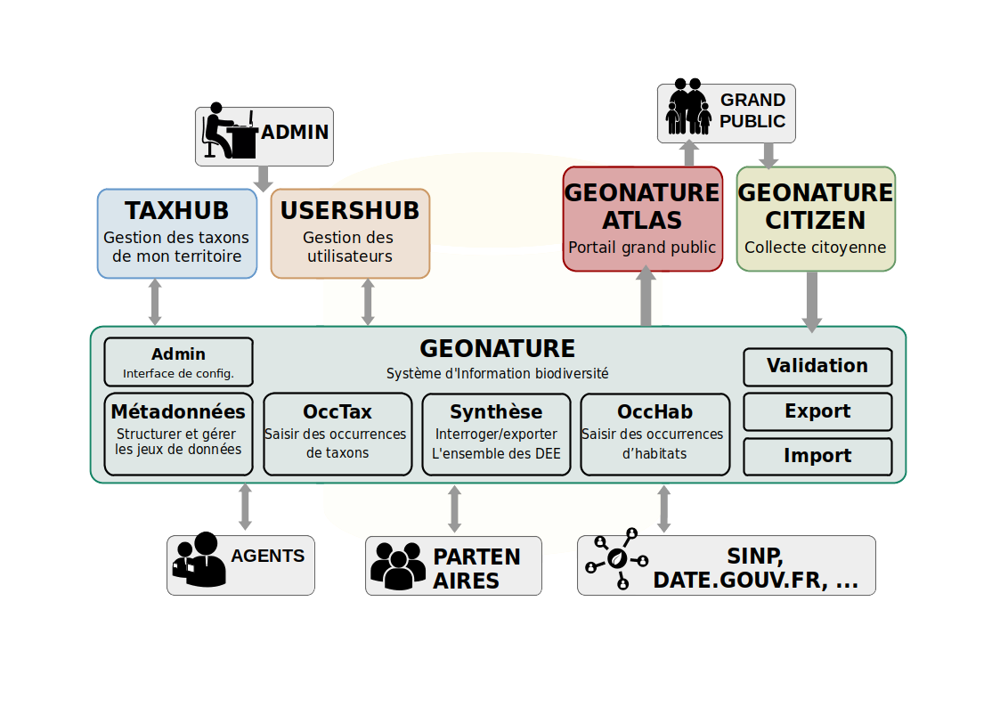 ADMIN
GRAND
PUBLIC
TAXHUB
Gestion des taxons
de mon territoire
USERSHUB
Gestion des
utilisateurs
GEONATURE
ATLAS
Portail grand public
GEONATURE
CITIZEN
Collecte citoyenne
GEONATURE
Système d'Information biodiversité
Admin
Interface de config.
Métadonnées
Structurer et gérer
les jeux de données
OccTax
Saisir des occurrences
de taxons
Synthèse
Interroger/exporter
L'ensemble des DEE
OccHab
Saisir des occurrences
d’habitats
Validation
Export
Import
AGENTS
PARTEN
AIRES
SINP,
DATE.GOUV.FR, ...